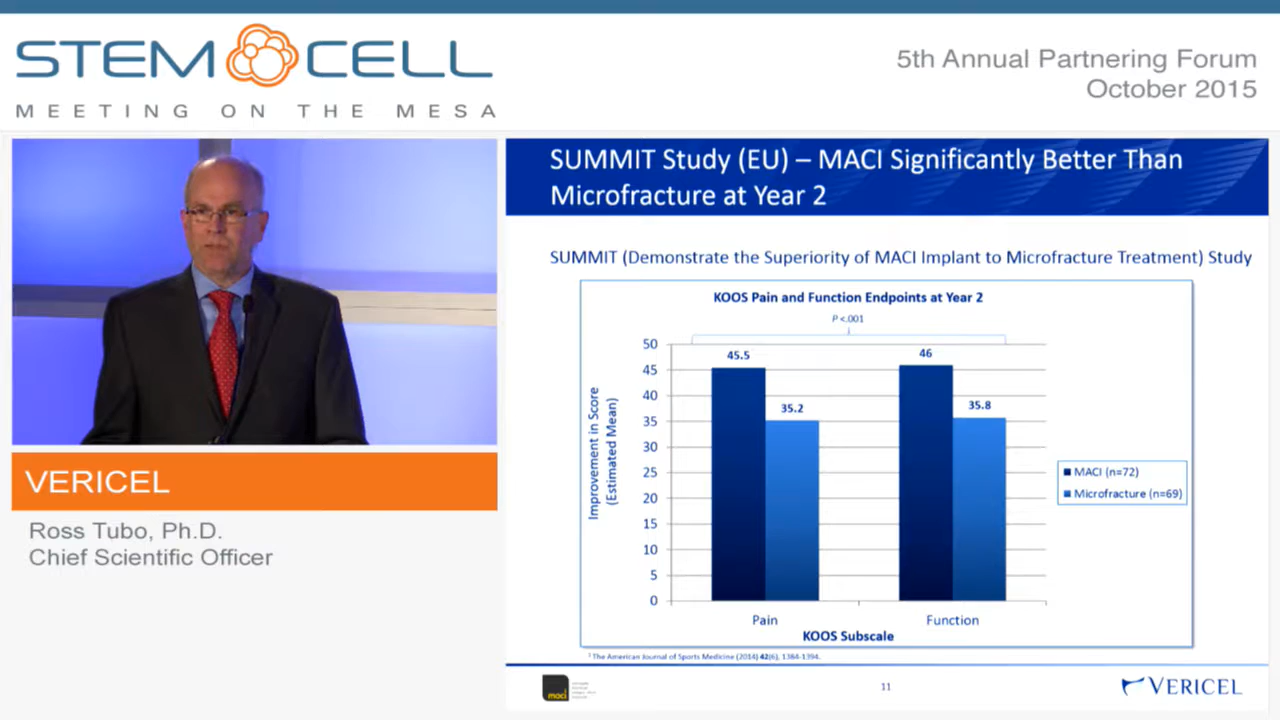 STEM CELL
MEETING ON THE MESA
5th Annual Partnering Forum
October 2015
VERICEL
Ross Tubo, Ph.D.
Chief Scientific Officer
SUMMIT Study (EU) – MACI Significantly Better Than
Microfracture at Year 2
SUMMIT (Demonstrate the Superiority of MACI Implant to Microfracture Treatment) Study
KOOS Pain and Function Endpoints at Year 2
P <.001
Improvement in Score
(Estimated Mean)
50
45
40
35
30
25
20
15
10
5
0
45.5
35.2
46
35.8
Pain
Function
KOOS Subscale
MACI (n=72)
Microfracture (n=69)
¹ The American Journal of Sports Medicine (2014) 42(6), 1384-1394.
maci
11
VERICEL